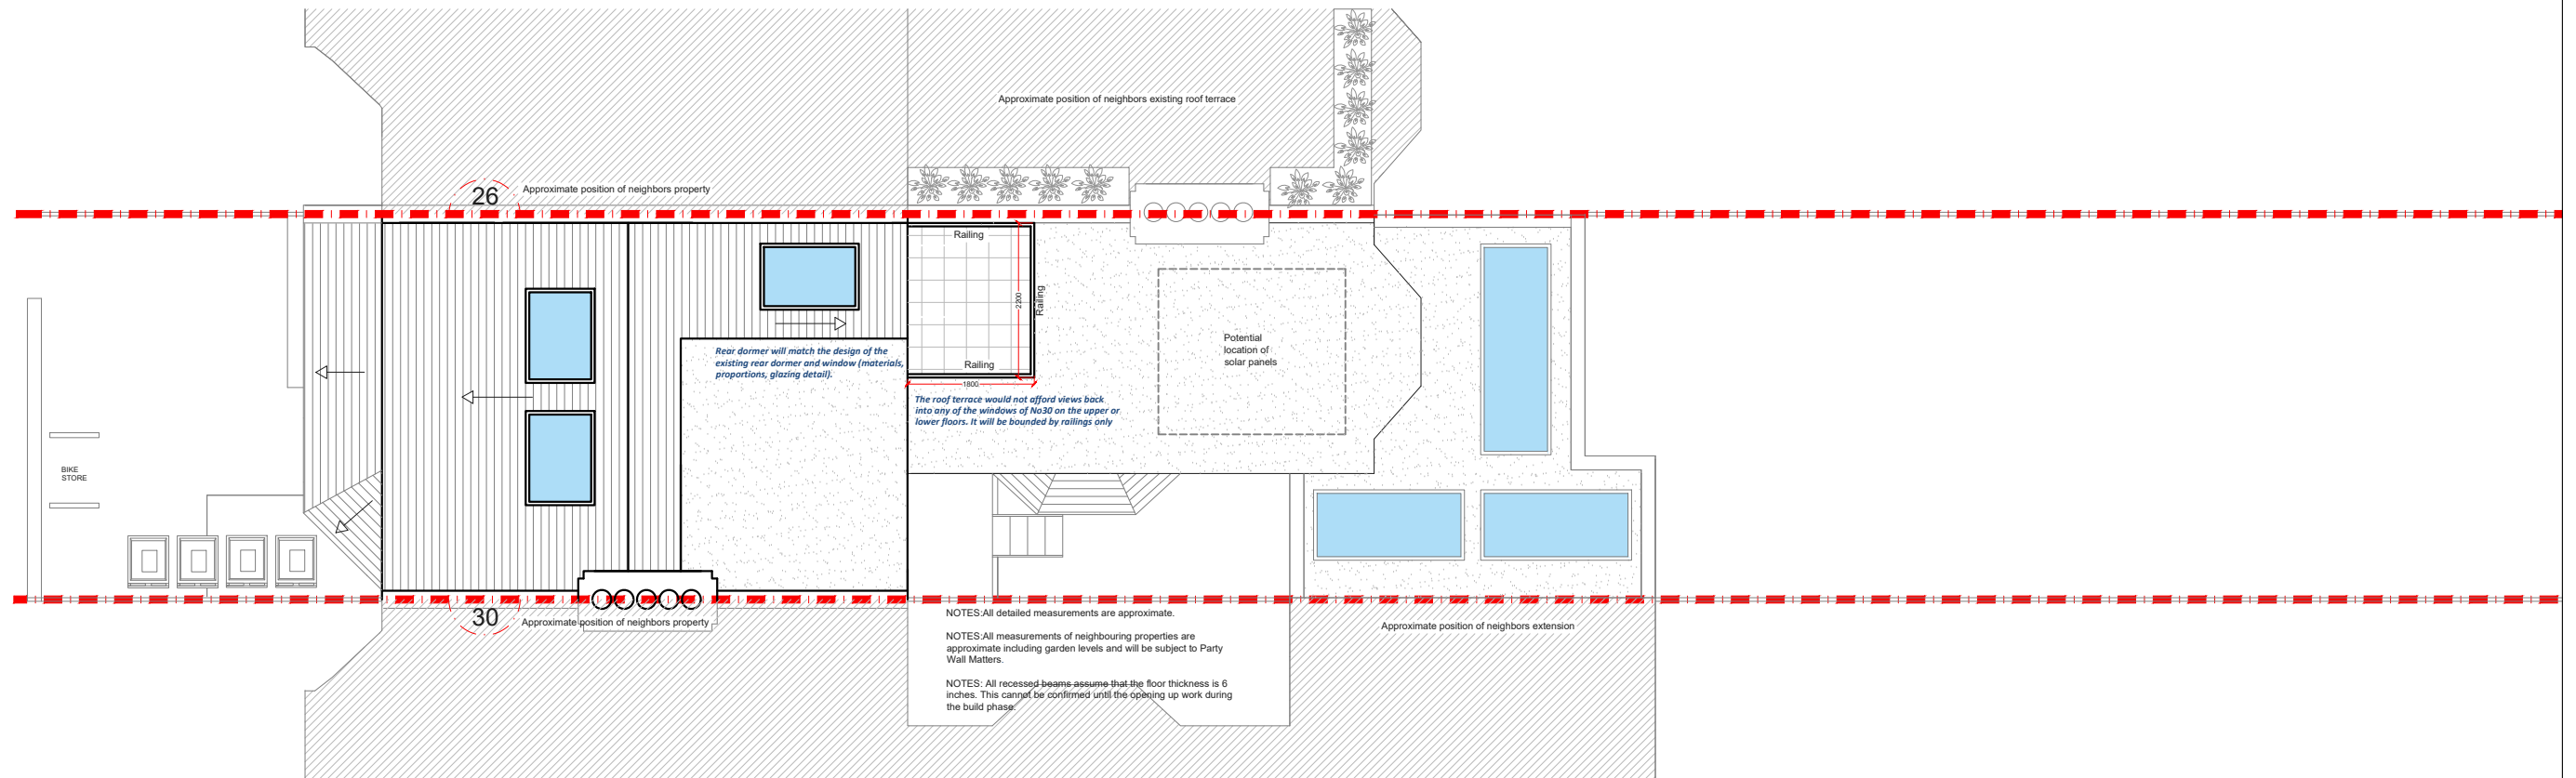 Approximate position of neighbors existing roof terrace
26
Approximate position of neighbors property
Railing
2200
Railing
Railing
1800
Rear dormer will match the design of the
existing rear dormer and window (materials,
proportions, glazing detail).
The roof terrace would not afford views back
into any of the windows of No30 on the upper or
lower floors. It will be bounded by railings only
Potential
location of
solar panels
BIKE
STORE
30
Approximate position of neighbors property
NOTES:All detailed measurements are approximate.
NOTES:All measurements of neighbouring properties are
approximate including garden levels and will be subject to Party
Wall Matters.
NOTES: All recessed beams assume that the floor thickness is 6
inches. This cannot be confirmed until the opening up work during
the build phase.
Approximate position of neighbors extension